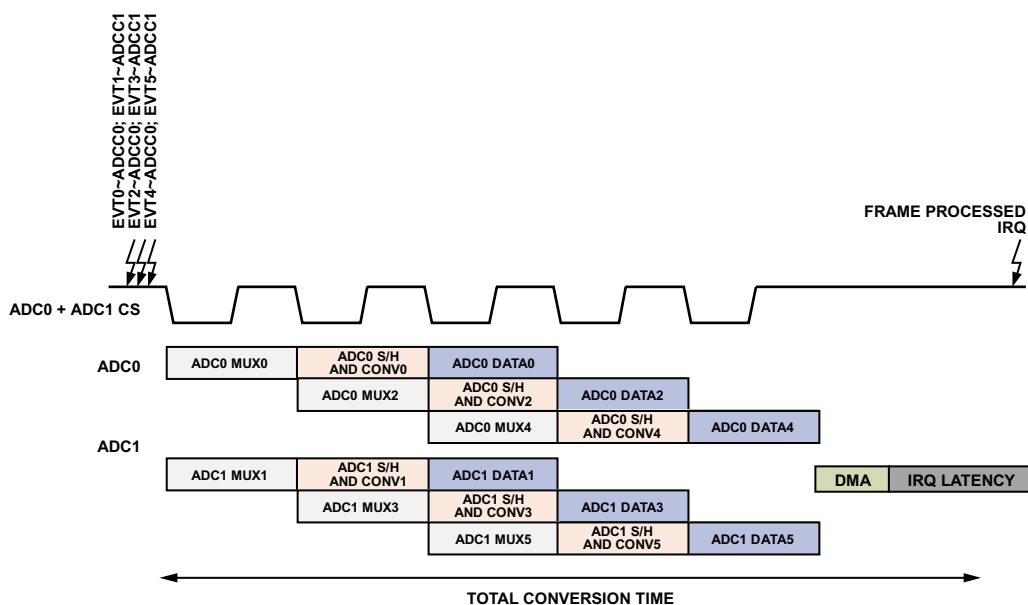 EVT0~ADCC0; EVT1~ADCC1
EVT2~ADCC0; EVT3~ADCC1
EVT4~ADCC0; EVT5~ADCC1
FRAME PROCESSED
IRQ
ADC0 + ADC1 CS
ADC0
ADC0 MUX0
ADC0 S/H
AND CONV0
ADC0 DATA0
ADC0 MUX2
ADC0 S/H
AND CONV2
ADC0 DATA2
ADC0 MUX4
ADC0 S/H
AND CONV4
ADC0 DATA4
ADC1
ADC1 MUX1
ADC1 S/H
AND CONV1
ADC1 DATA1
DMA
IRQ LATENCY
ADC1 MUX3
ADC1 S/H
AND CONV3
ADC1 DATA3
ADC1 MUX5
ADC1 S/H
AND CONV5
ADC1 DATA5
TOTAL CONVERSION TIME